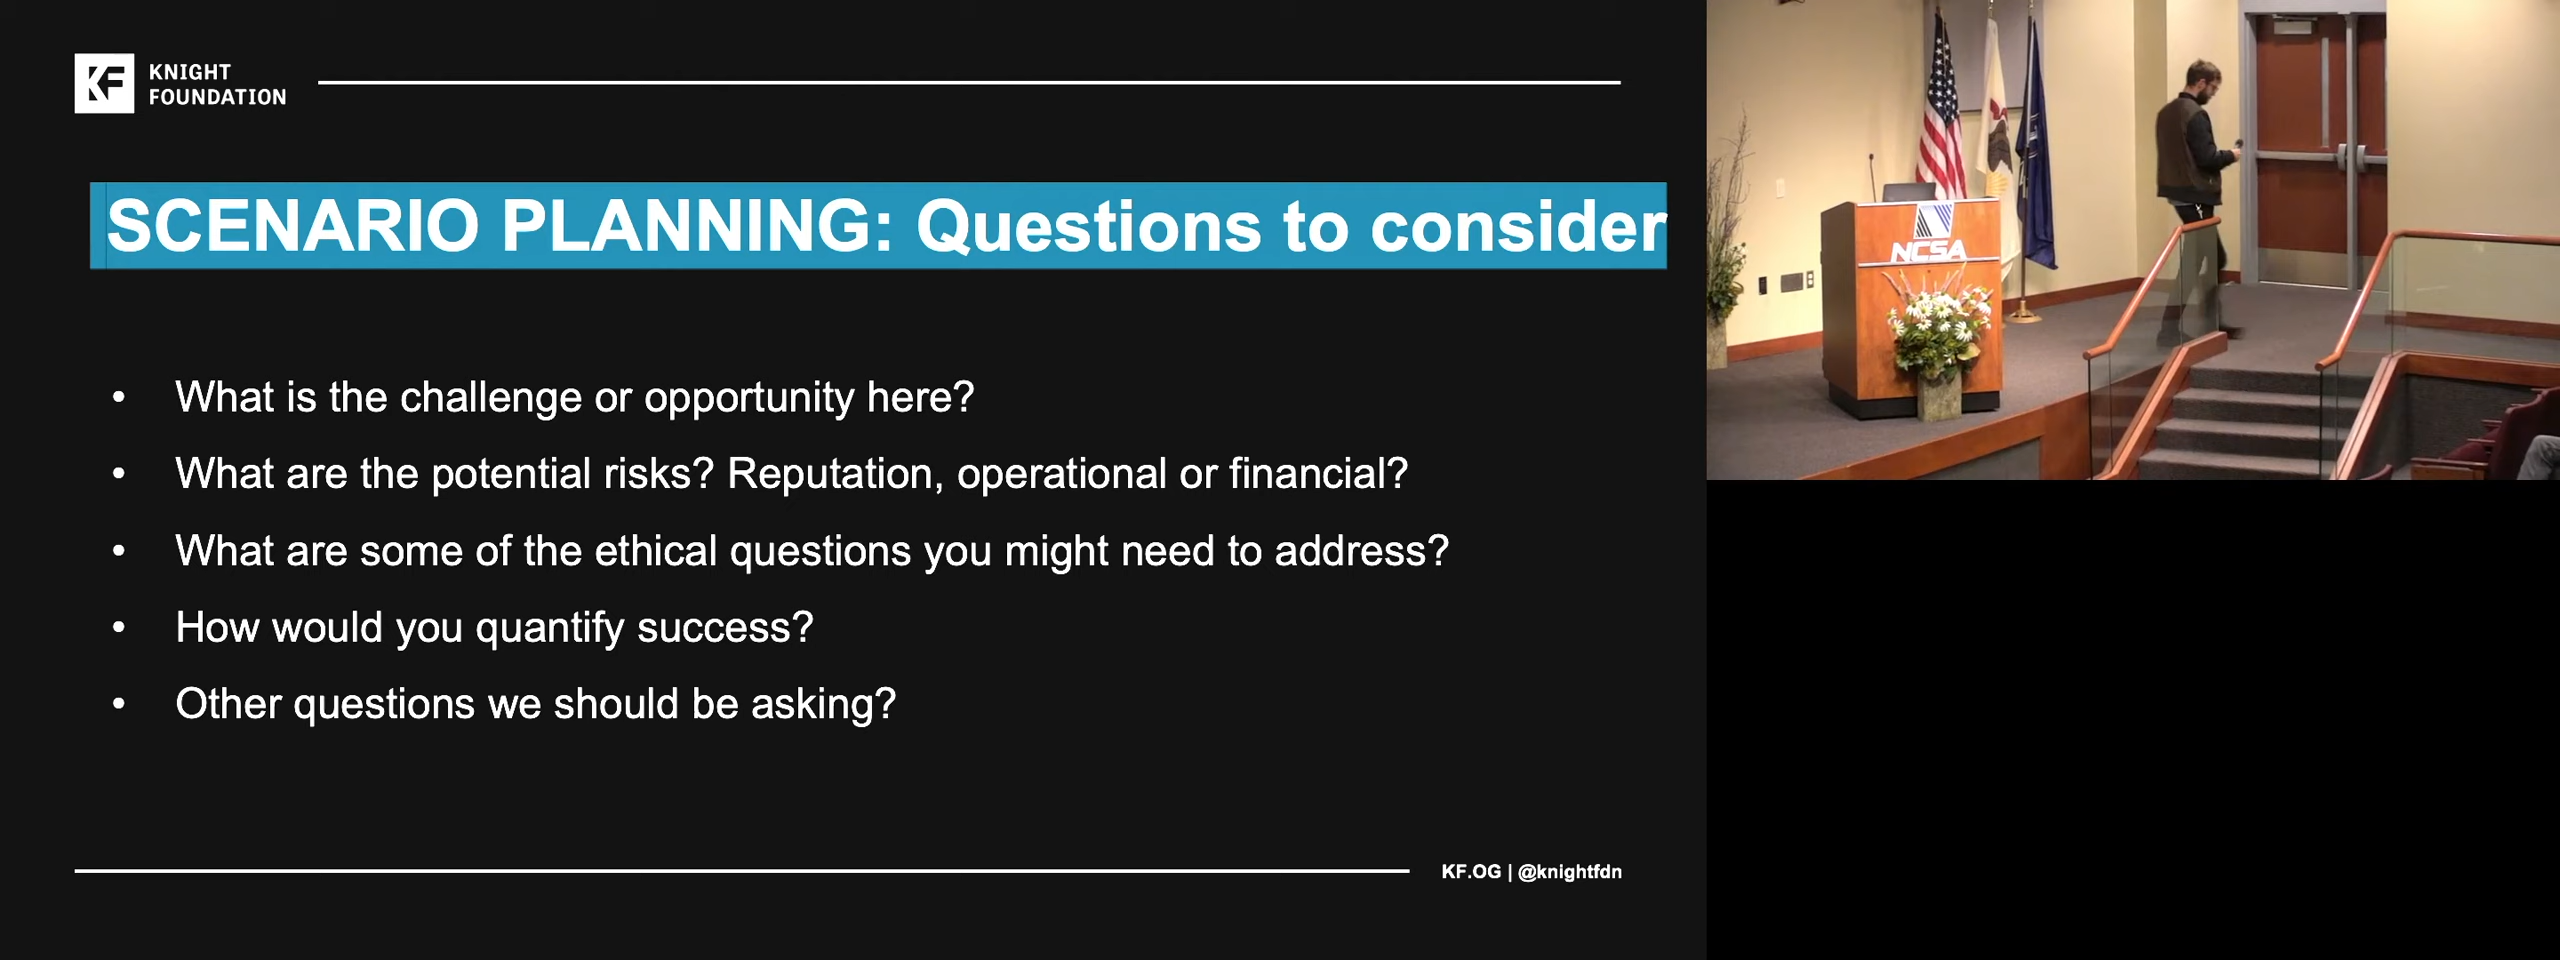 KNIGHT
FOUNDATION
SCENARIO PLANNING: Questions to consider
• What is the challenge or opportunity here?
• What are the potential risks? Reputation, operational or financial?
• What are some of the ethical questions you might need to address?
• How would you quantify success?
• Other questions we should be asking?
KF.OG | @knightfdn
NCSA